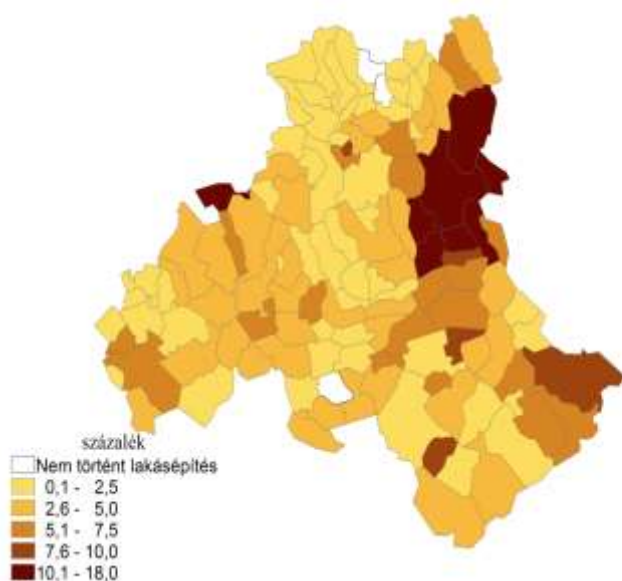 százalék
Nem történt lakásépítés
0,1 - 2,5
2,6 - 5,0
5,1 - 7,5
7,6 - 10,0
10,1 - 18,0